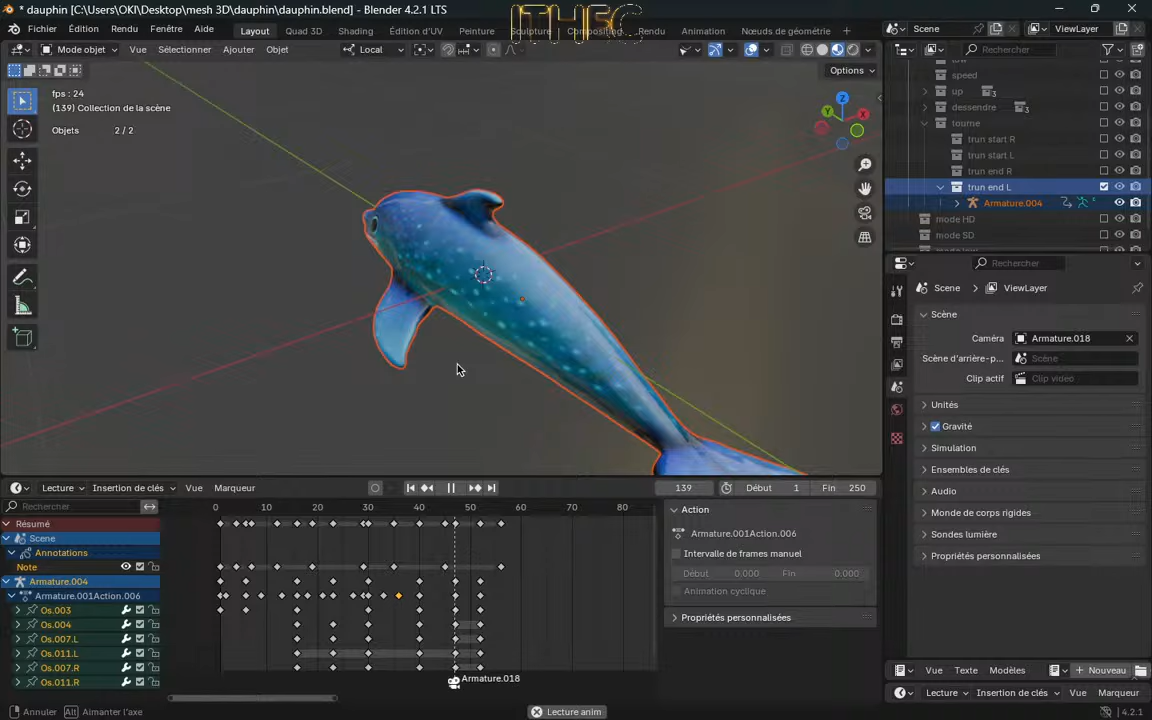 * dauphin [C:\Users\OKI\Desktop\mesh 3D\dauphin\dauphin.blend] - Blender 4.2.1 LTS
Fichier Édition Rendu Fenêtre Aide Layout Quad 3D Shading Édition d'UV Peinture Sculpture Compositing Rendu Animation Nœuds de géométrie + Scene ViewLayer
ITHEC
Mode objet Vue Sélectionner Ajouter Objet Local
Rechercher
Options
fps : 24
(139) Collection de la scène
Objets 2 / 2
Z
Y
X
speed
up 3
dessendre 3
tourne
trun start R
trun start L
trun end R
trun end L
Armature.004
mode HD
mode SD
Rechercher
Scene ViewLayer
Scène
Caméra Armature.018
Scène d'arrière-p... Scène
Clip actif Clip vidéo
Unités
Gravité
Simulation
Ensembles de clés
Audio
Monde de corps rigides
Sondes lumière
Propriétés personnalisées
Lecture Insertion de clés Vue Marqueur 139 Début 1 Fin 250
Rechercher
0 10 20 30 40 50 60 70 80
Résumé
Scene
Annotations
Note
Armature.004
Armature.001Action.006
Os.003
Os.004
Os.007.L
Os.011.L
Os.007.R
Os.011.R
Armature.018
Action
Armature.001Action.006
Intervalle de frames manuel
Début 0.000 Fin 0.000
Animation cyclique
Propriétés personnalisées
Vue Texte Modèles + Nouveau
Lecture Insertion de clés Vue Marqueur
Annuler Alt Aimanter l'axe Lecture anim 4.2.1